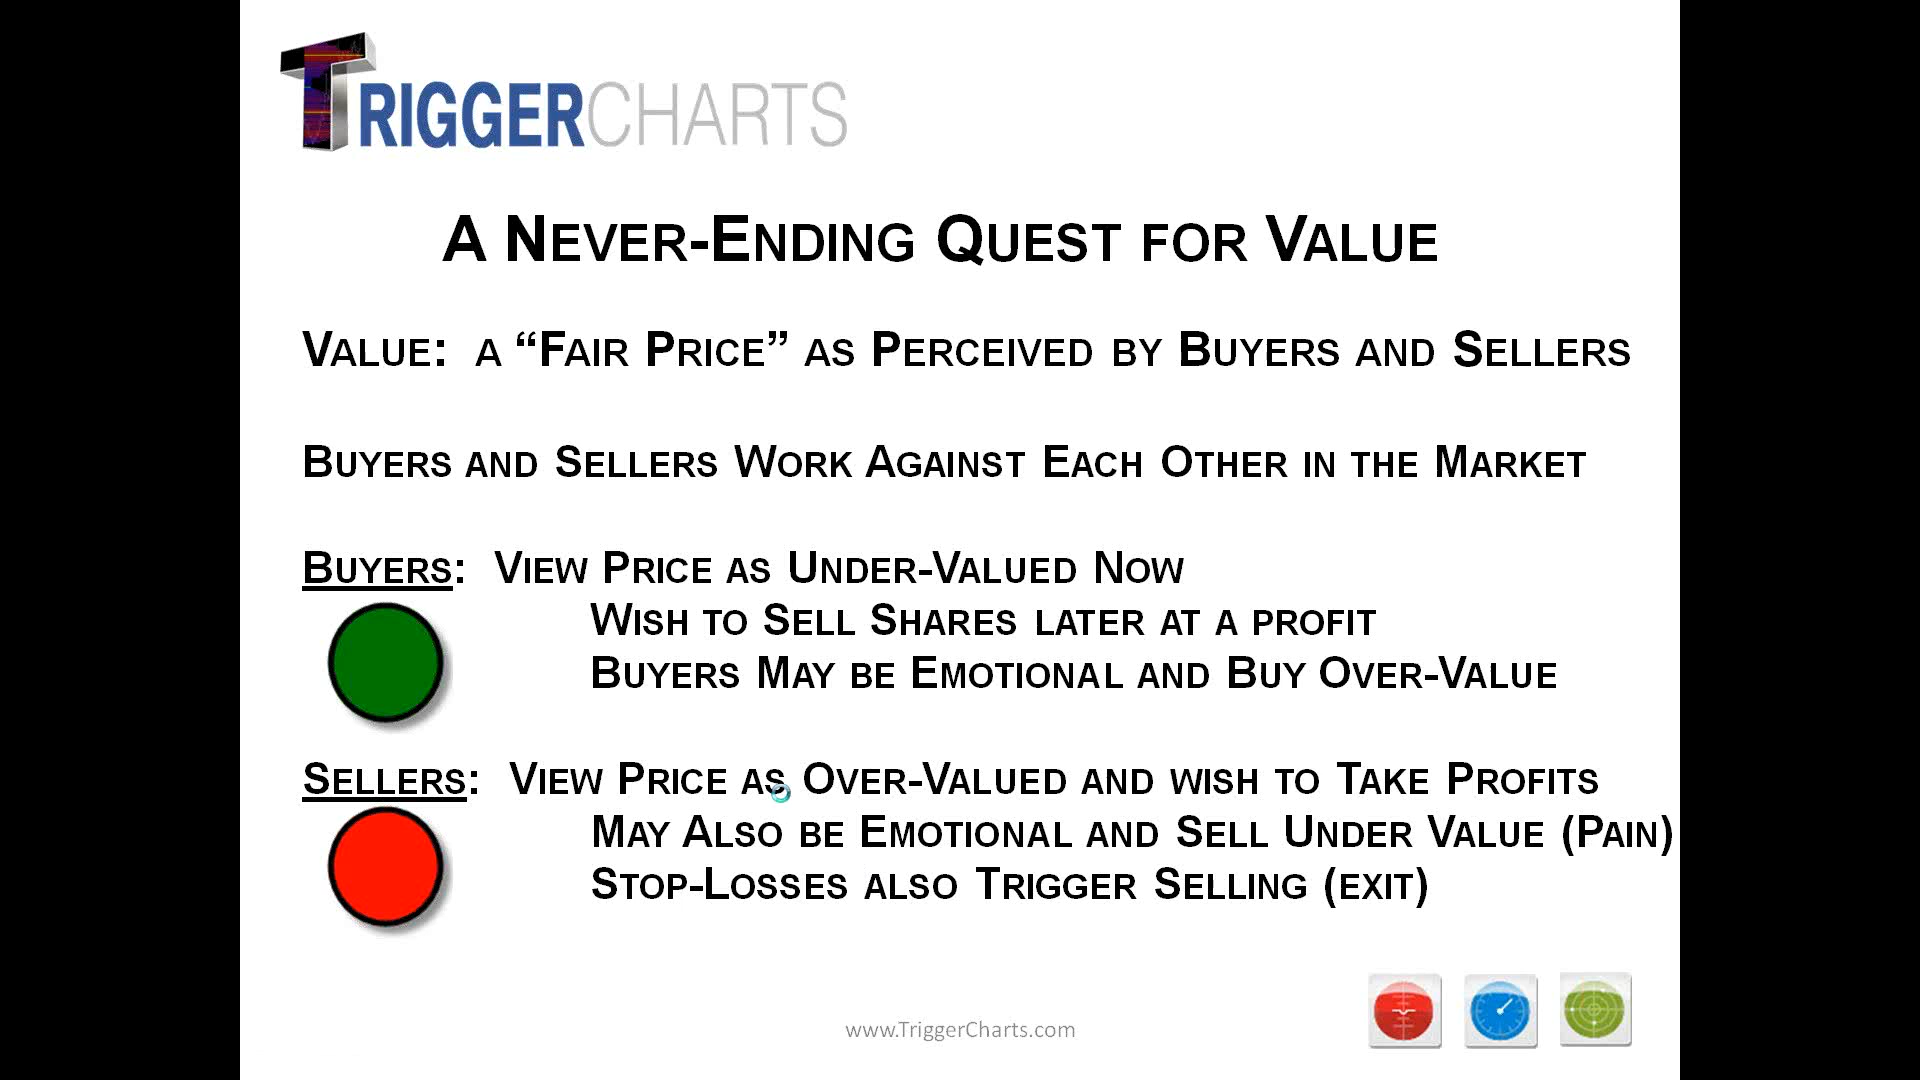 TRIGGERCHARTS
A NEVER-ENDING QUEST FOR VALUE
VALUE: A “FAIR PRICE” AS PERCEIVED BY BUYERS AND SELLERS
BUYERS AND SELLERS WORK AGAINST EACH OTHER IN THE MARKET
BUYERS: VIEW PRICE AS UNDER-VALUED NOW
WISH TO SELL SHARES LATER AT A PROFIT
BUYERS MAY BE EMOTIONAL AND BUY OVER-VALUE
SELLERS: VIEW PRICE AS OVER-VALUED AND WISH TO TAKE PROFITS
MAY ALSO BE EMOTIONAL AND SELL UNDER VALUE (PAIN)
STOP-LOSSES ALSO TRIGGER SELLING (EXIT)
www.TriggerCharts.com